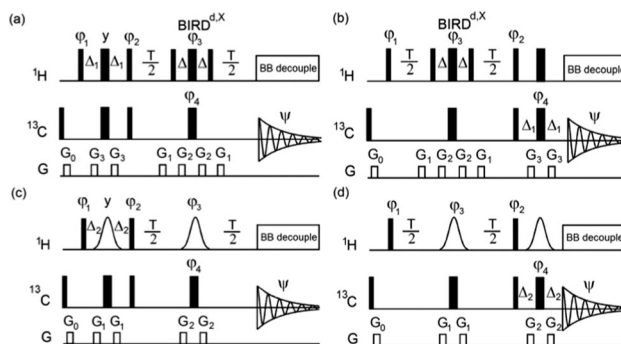 (a)
BIRD^d,X
φ₁ y φ₂ φ₃
Δ₁ Δ₁ T/2 Δ Δ T/2
¹H
BB decouple
φ₄
ψ
¹³C
G₀ G₃ G₃ G₁ G₂ G₂ G₁
G
(b)
BIRD^d,X
φ₁ φ₃ φ₂
T/2 Δ Δ T/2
¹H
BB decouple
φ₄
ψ
¹³C
Δ₁ Δ₁
G₀ G₁ G₂ G₂ G₁ G₃ G₃
G
(c)
φ₁ y φ₂ φ₃
Δ₂ Δ₂ T/2 T/2
¹H
BB decouple
φ₄
ψ
¹³C
G₀ G₁ G₁ G₂ G₂
G
(d)
φ₁ φ₃ φ₂
T/2 T/2
¹H
BB decouple
φ₄
ψ
¹³C
Δ₂ Δ₂
G₀ G₁ G₁ G₂ G₂
G